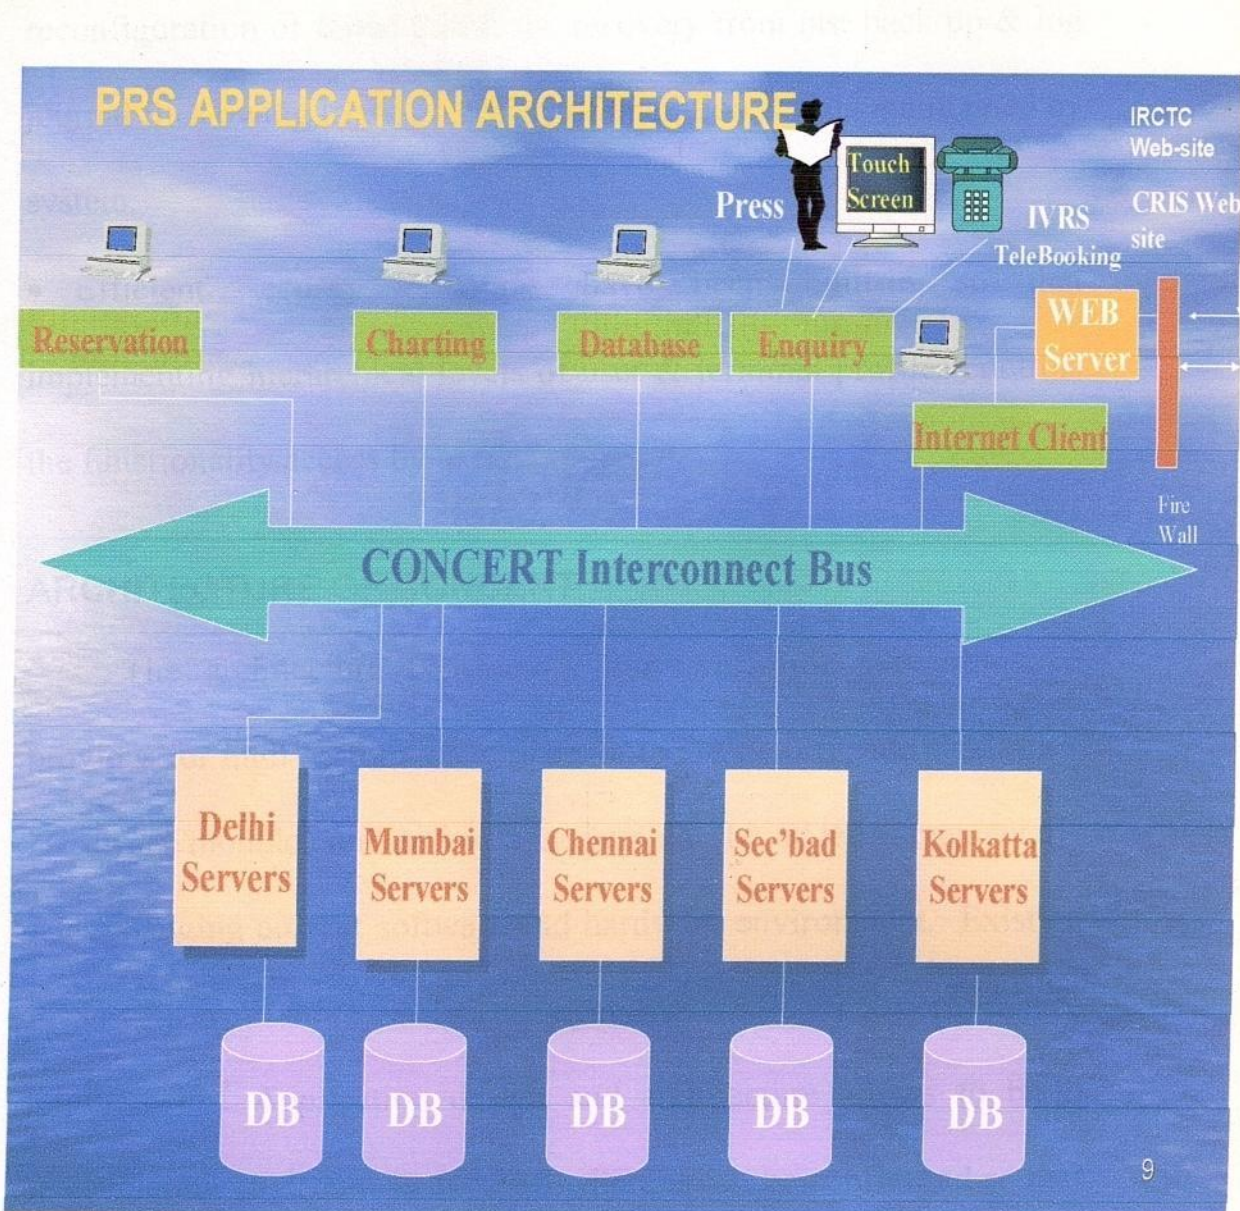 reconfiguration of
PRS APPLICATION ARCHITECTURE
IRCTC
Web-site
Touch
Screen
Press
CRIS Web
site
IVRS
TeleBooking
WEB
Server
Reservation
Charting
Database
Enquiry
Internet Client
Fire
Wall
CONCERT Interconnect Bus
Delhi
Servers
Mumbai
Servers
Chennai
Servers
Sec'bad
Servers
Kolkatta
Servers
DB
DB
DB
DB
DB
9